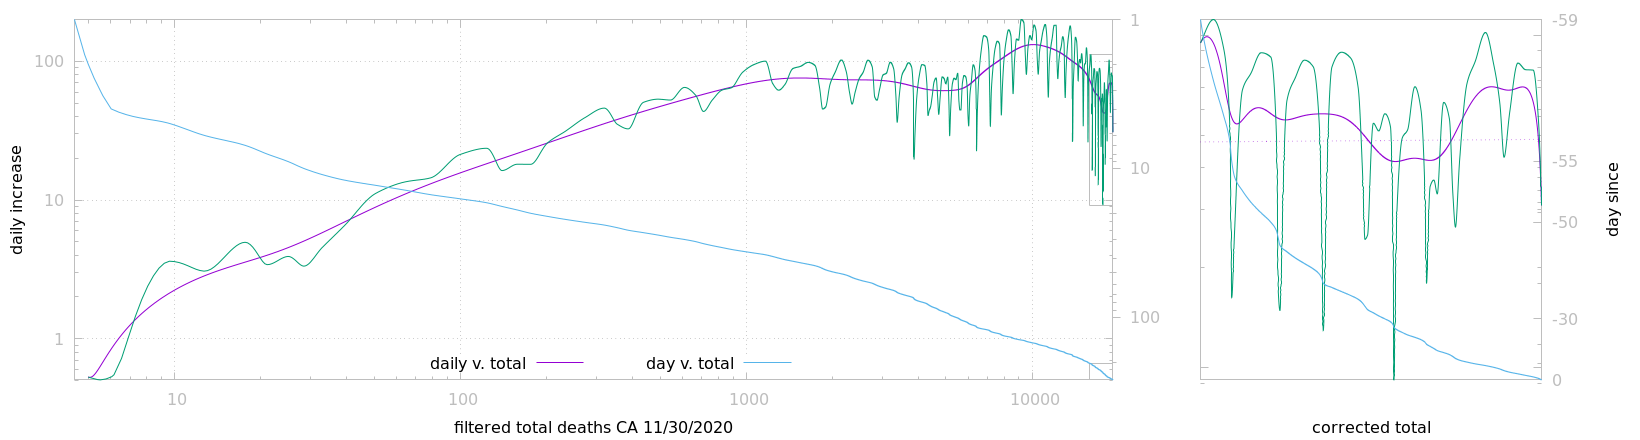 100
10
1
daily increase
daily v. total
day v. total
10
100
1000
10000
filtered total deaths CA 11/30/2020
1
10
100
-59
-55
-50
-30
0
day since
corrected total